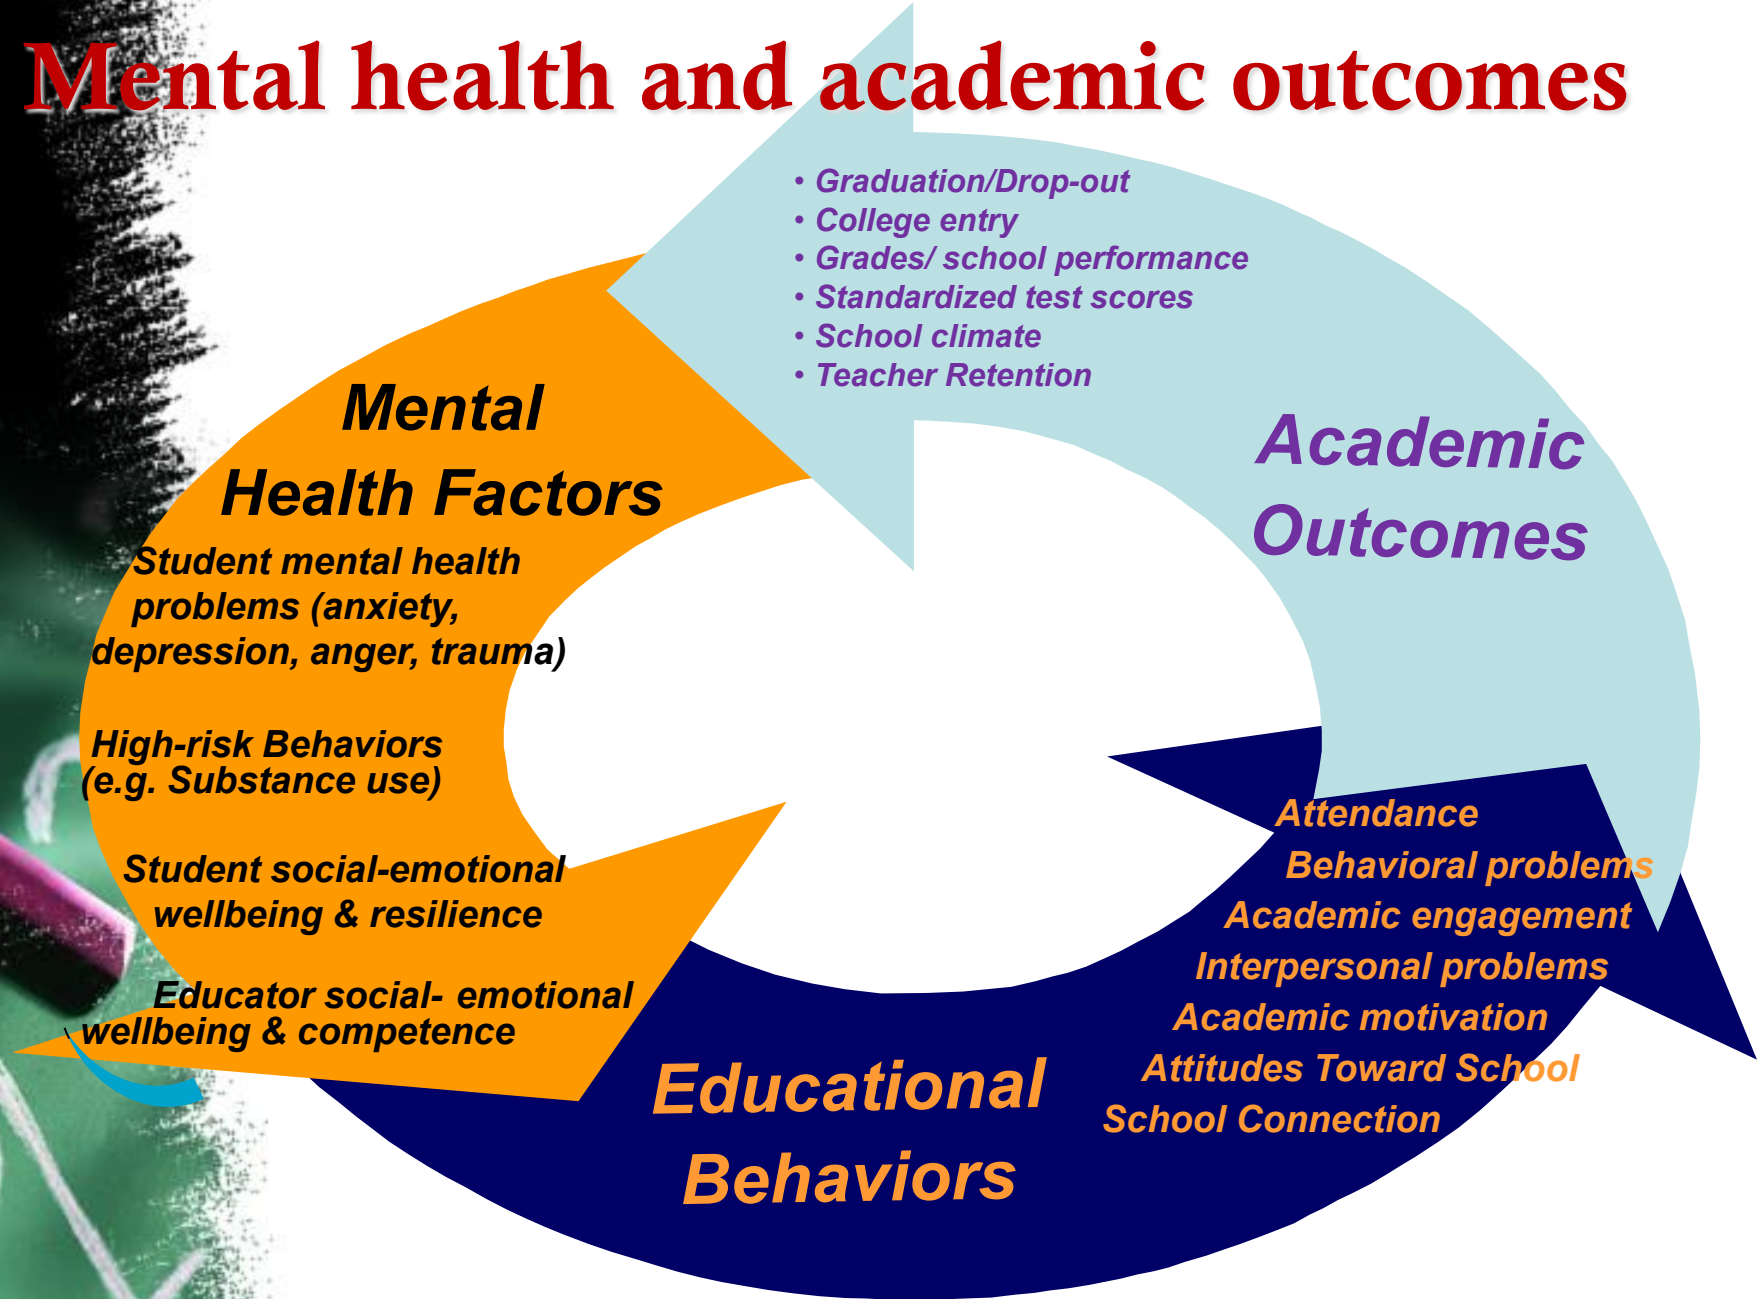 Mental health and academic outcomes
• Graduation/Drop-out
• College entry
• Grades/ school performance
• Standardized test scores
• School climate
• Teacher Retention
Mental
Health Factors
Student mental health
problems (anxiety,
depression, anger, trauma)
High-risk Behaviors
(e.g. Substance use)
Student social-emotional
wellbeing & resilience
Educator social- emotional
wellbeing & competence
Academic
Outcomes
Attendance
Behavioral problems
Academic engagement
Interpersonal problems
Academic motivation
Attitudes Toward School
School Connection
Educational
Behaviors